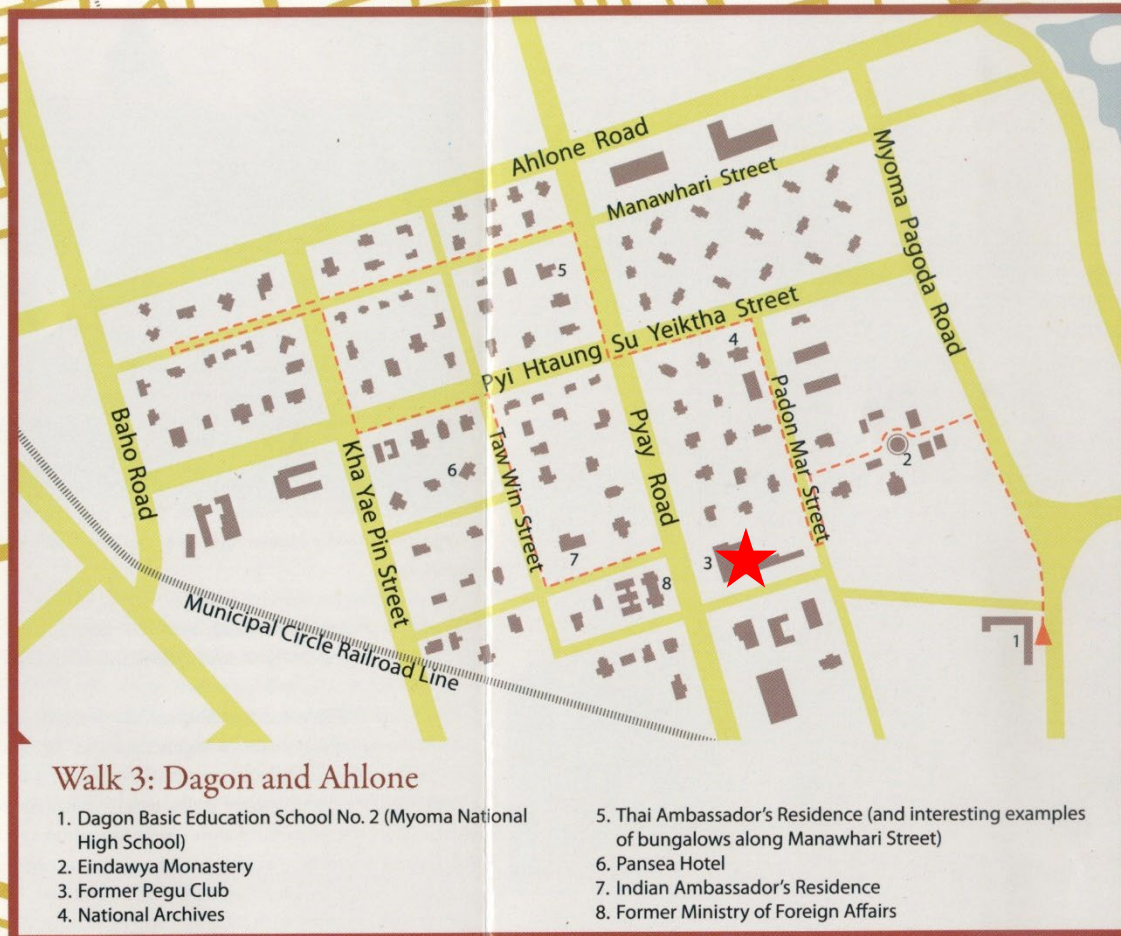 Ahlone Road
Manawhari Street
Myoma Pagoda Road
5
Pyi Htaung Su Yeiktha Street
4
Padon Mar Street
Baho Road
Kha Yae Pin Street
6
Taw Win Street
Pyay Road
2
7
3
8
1
Municipal Circle Railroad Line
Walk 3: Dagon and Ahlone
1. Dagon Basic Education School No. 2 (Myoma National
High School)
2. Eindawya Monastery
3. Former Pegu Club
4. National Archives
5. Thai Ambassador's Residence (and interesting examples
of bungalows along Manawhari Street)
6. Pansea Hotel
7. Indian Ambassador's Residence
8. Former Ministry of Foreign Affairs